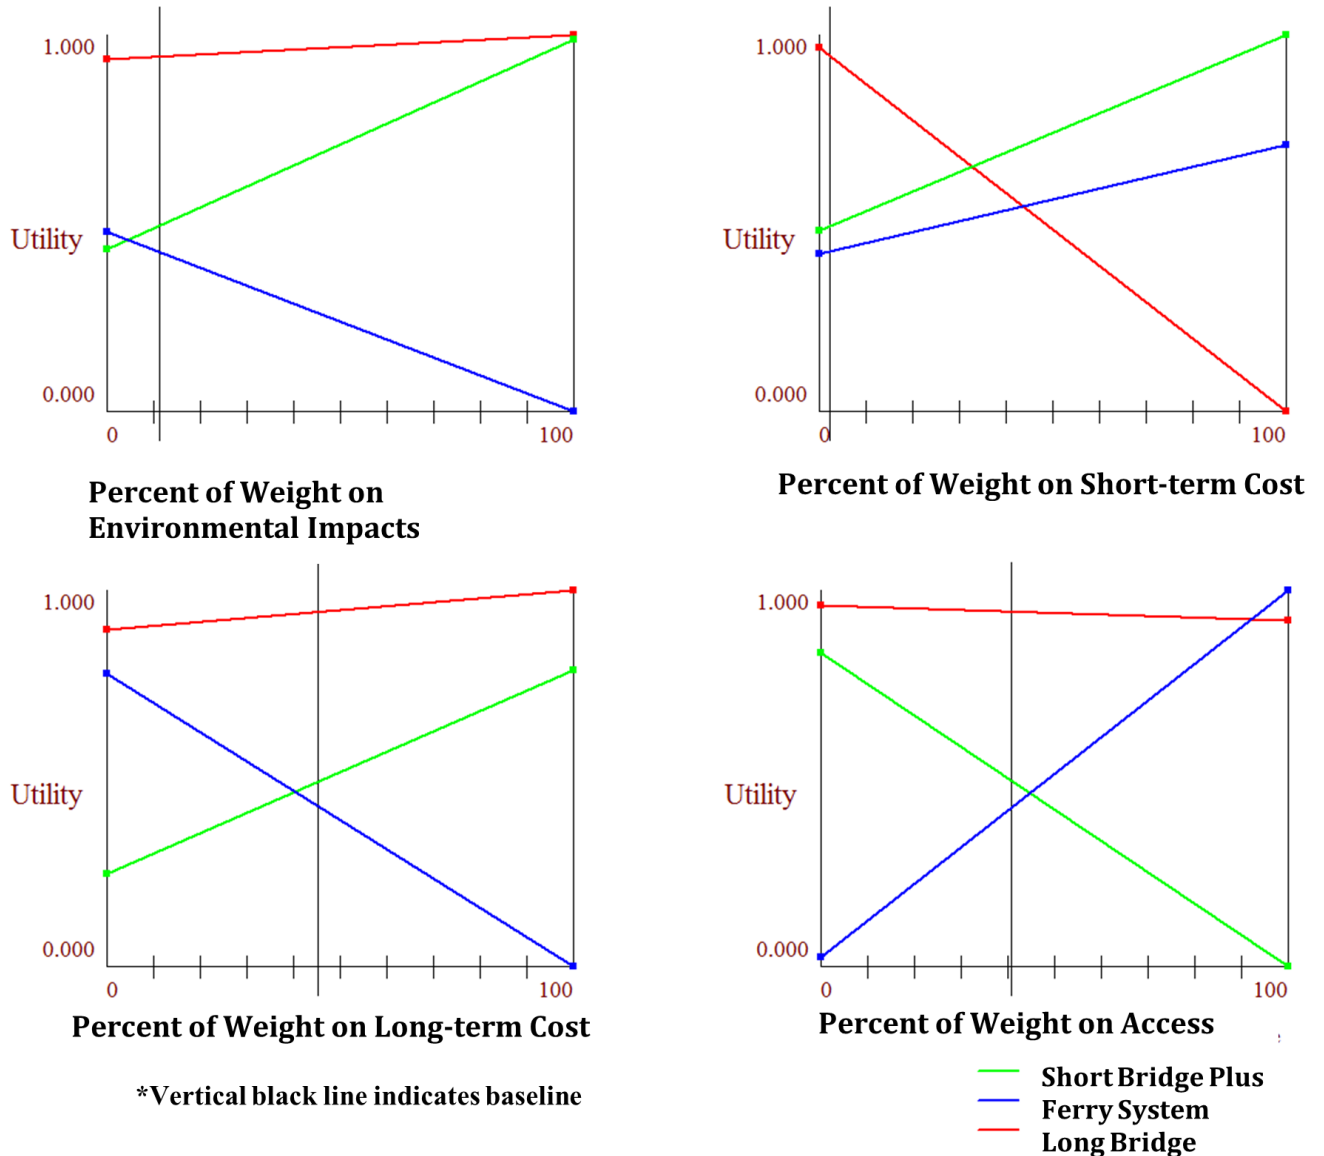 1.000
Utility
0.000
0
100
Percent of Weight on
Environmental Impacts
1.000
Utility
0.000
0
100
Percent of Weight on Short-term Cost
1.000
Utility
0.000
0
100
Percent of Weight on Long-term Cost
*Vertical black line indicates baseline
1.000
Utility
0.000
0
100
Percent of Weight on Access
Short Bridge Plus
Ferry System
Long Bridge